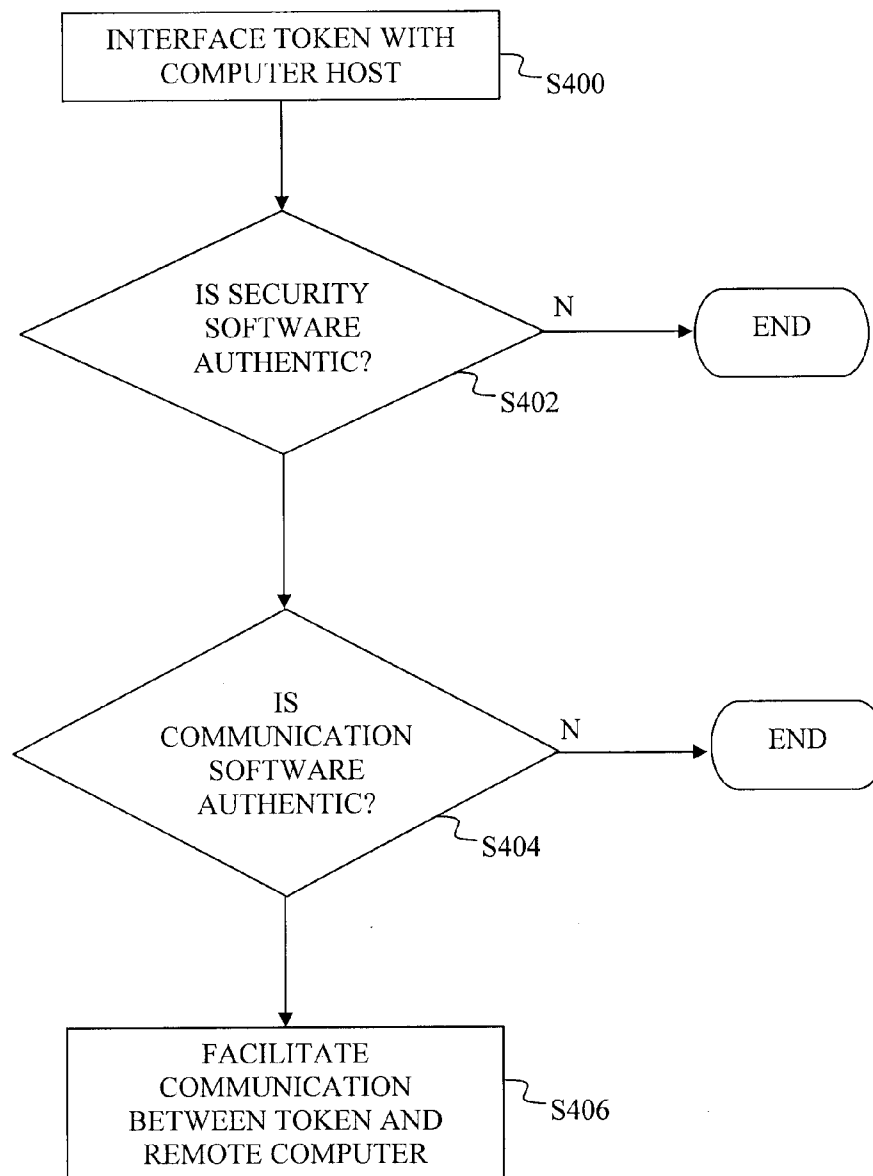 INTERFACE TOKEN WITH
COMPUTER HOST
S400
IS SECURITY
SOFTWARE
AUTHENTIC?
N
END
S402
IS
COMMUNICATION
SOFTWARE
AUTHENTIC?
N
END
S404
FACILITATE
COMMUNICATION
BETWEEN TOKEN AND
REMOTE COMPUTER
S406